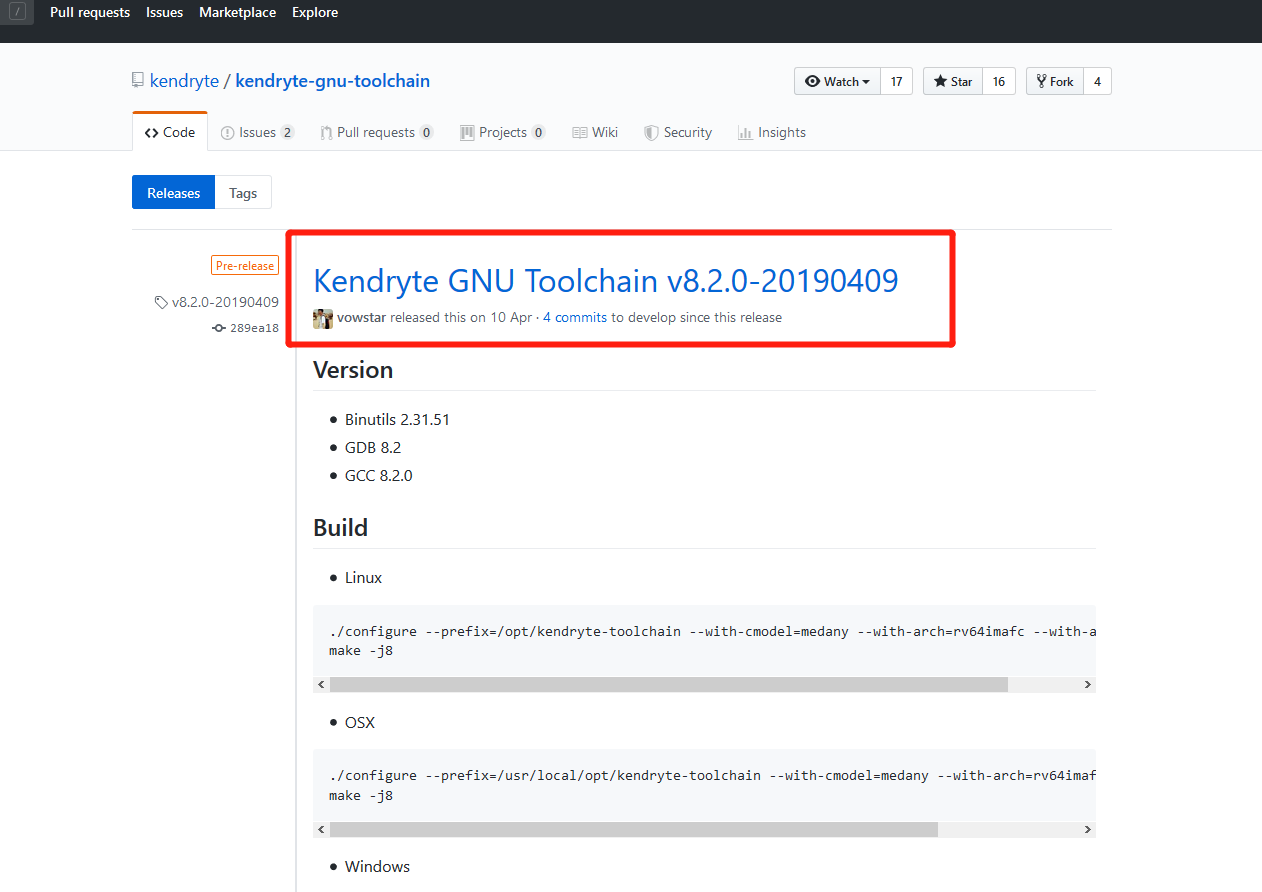 / Pull requests Issues Marketplace Explore
kendryte / kendryte-gnu-toolchain
Watch 17 Star 16 Fork 4
Code Issues 2 Pull requests 0 Projects 0 Wiki Security Insights
Releases Tags
Pre-release
v8.2.0-20190409
289ea18
Kendryte GNU Toolchain v8.2.0-20190409
vowstar released this on 10 Apr · 4 commits to develop since this release
Version
● Binutils 2.31.51
● GDB 8.2
● GCC 8.2.0
Build
● Linux
./configure --prefix=/opt/kendryte-toolchain --with-cmodel=medany --with-arch=rv64imafc --with-a
make -j8
● OSX
./configure --prefix=/usr/local/opt/kendryte-toolchain --with-cmodel=medany --with-arch=rv64imaf
make -j8
● Windows